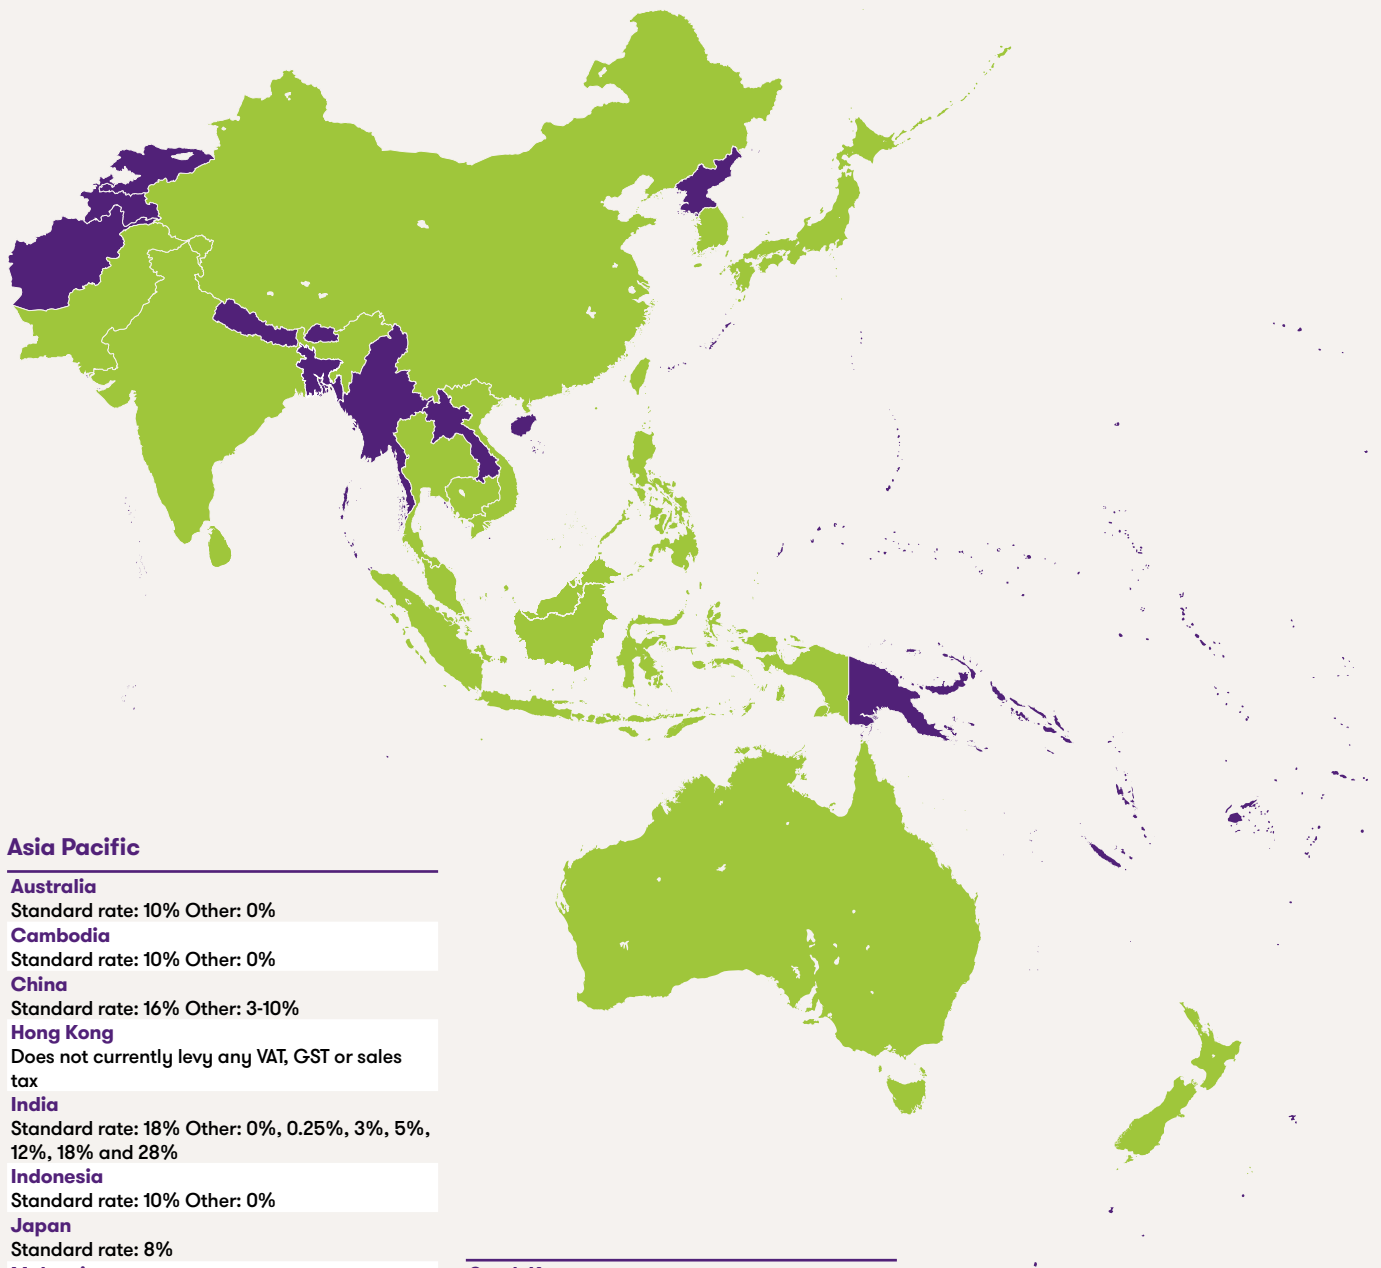 Asia Pacific
Australia
Standard rate: 10% Other: 0%
Cambodia
Standard rate: 10% Other: 0%
China
Standard rate: 16% Other: 3-10%
Hong Kong
Does not currently levy any VAT, GST or sales
tax
India
Standard rate: 18% Other: 0%, 0.25%, 3%, 5%,
12%, 18% and 28%
Indonesia
Standard rate: 10% Other: 0%
Japan
Standard rate: 8%